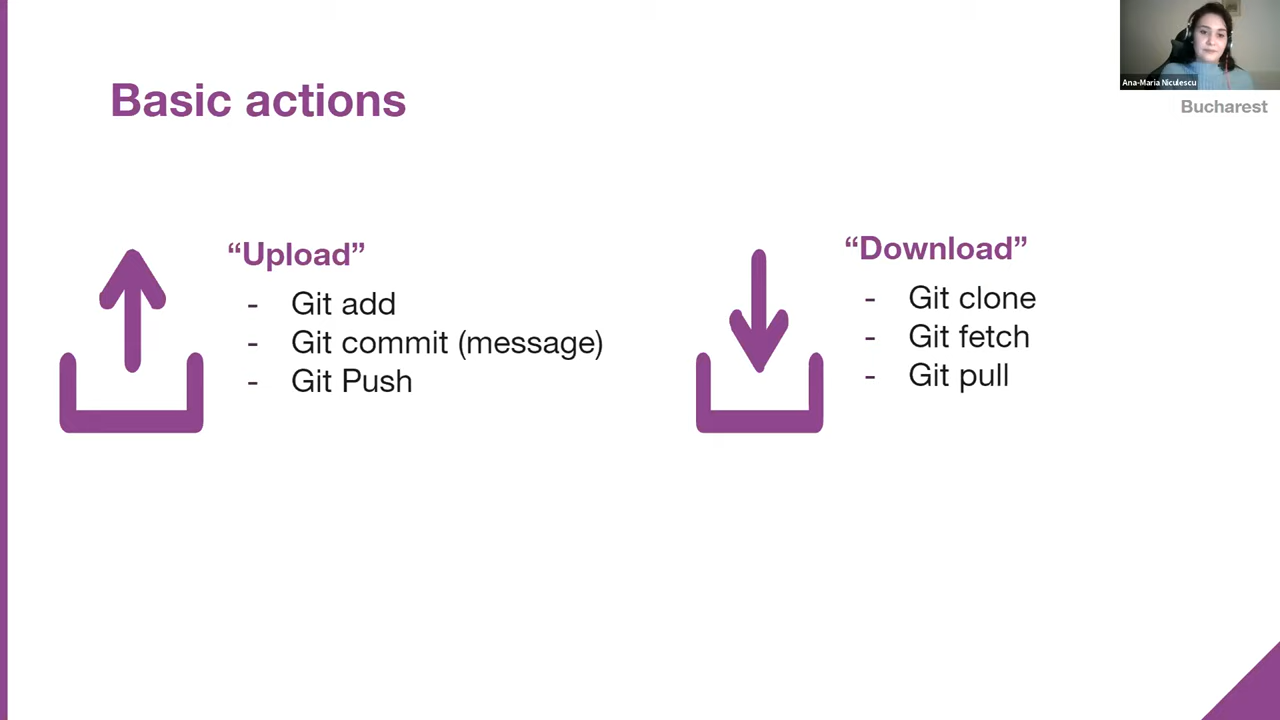 Basic actions
Ana-Maria Niculescu
Bucharest
“Upload”
- Git add
- Git commit (message)
- Git Push
“Download”
- Git clone
- Git fetch
- Git pull